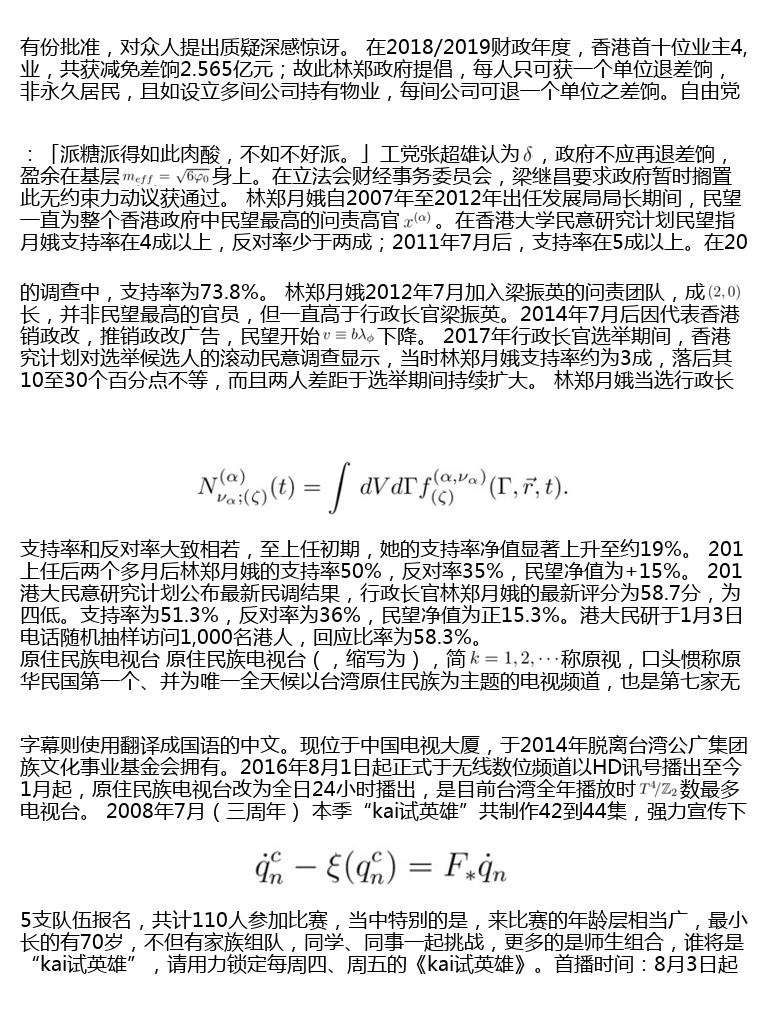 有份批准，对众人提出质疑深感惊讶。 在2018/2019财政年度，香港首十位业主4,
业，共获减免差饷2.565亿元；故此林郑政府提倡，每人只可获一个单位退差饷，
非永久居民，且如设立多间公司持有物业，每间公司可退一个单位之差饷。自由党
：「派糖派得如此肉酸，不如不好派。」工党张超雄认为 $\delta$ ，政府不应再退差饷，
盈余在基层 $m_{eff} = \sqrt{6\varphi_0}$ 身上。在立法会财经事务委员会，梁继昌要求政府暂时搁置
此无约束力动议获通过。 林郑月娥自2007年至2012年出任发展局局长期间，民望
一直为整个香港政府中民望最高的问责高官 $x^{(\alpha)}$ 。在香港大学民意研究计划民望指
月娥支持率在4成以上，反对率少于两成；2011年7月后，支持率在5成以上。在20
的调查中，支持率为73.8%。 林郑月娥2012年7月加入梁振英的问责团队，成 $(2,0)$
长，并非民望最高的官员，但一直高于行政长官梁振英。2014年7月后因代表香港
销政改，推销政改广告，民望开始 $v \equiv b\lambda_\phi$ 下降。 2017年行政长官选举期间，香港
究计划对选举候选人的滚动民意调查显示，当时林郑月娥支持率约为3成，落后其
10至30个百分点不等，而且两人差距于选举期间持续扩大。 林郑月娥当选行政长
$N^{(\alpha)}_{\nu_\alpha;(\zeta)}(t) = \int dVd\Gamma f^{(\alpha,\nu_\alpha)}_{(\zeta)}(\Gamma,\vec{r},t).$
支持率和反对率大致相若，至上任初期，她的支持率净值显著上升至约19%。 201
上任后两个多月后林郑月娥的支持率50%，反对率35%，民望净值为+15%。 201
港大民意研究计划公布最新民调结果，行政长官林郑月娥的最新评分为58.7分，为
四低。支持率为51.3%，反对率为36%，民望净值为正15.3%。港大民研于1月3日
电话随机抽样访问1,000名港人，回应比率为58.3%。
原住民族电视台 原住民族电视台（，缩写为），简 $k = 1, 2, \cdots$ 称原视，口头惯称原
华民国第一个、并为唯一全天候以台湾原住民族为主题的电视频道，也是第七家无
字幕则使用翻译成国语的中文。现位于中国电视大厦，于2014年脱离台湾公广集团
族文化事业基金会拥有。2016年8月1日起正式于无线数位频道以HD讯号播出至今
1月起，原住民族电视台改为全日24小时播出，是目前台湾全年播放时 $T^4/\mathbb{Z}_2$ 数最多
电视台。 2008年7月（三周年） 本季“kai试英雄”共制作42到44集，强力宣传下
$\dot{q}^c_n - \xi(q^c_n) = F_*\dot{q}_n$
5支队伍报名，共计110人参加比赛，当中特别的是，来比赛的年龄层相当广，最小
长的有70岁，不但有家族组队，同学、同事一起挑战，更多的是师生组合，谁将是
“kai试英雄”，请用力锁定每周四、周五的《kai试英雄》。首播时间：8月3日起